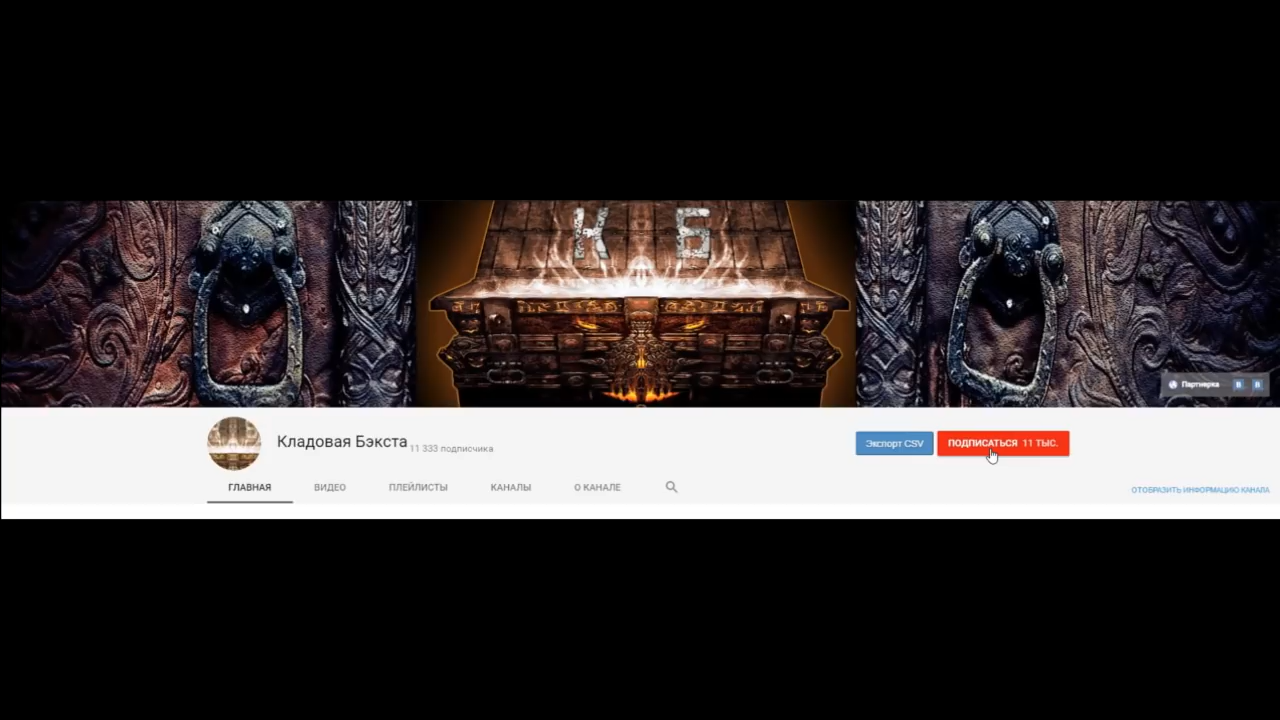 К Б
Партнерка В В
Кладовая Бэкста 11 333 подписчика
Экспорт CSV ПОДПИСАТЬСЯ 11 ТЫС.
ГЛАВНАЯ ВИДЕО ПЛЕЙЛИСТЫ КАНАЛЫ О КАНАЛЕ
ОТОБРАЗИТЬ ИНФОРМАЦИЮ КАНАЛА